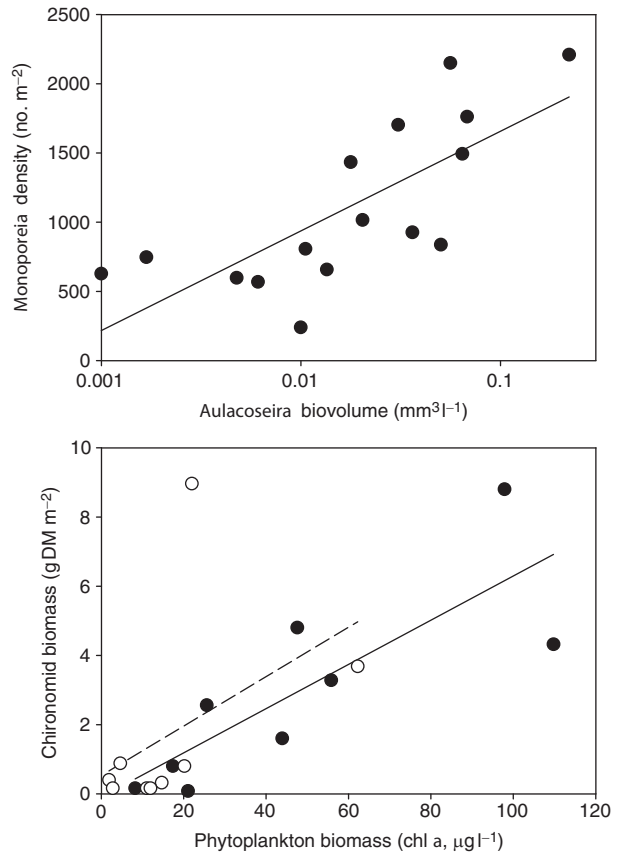 2500
2000
1500
1000
500
0
Monoporeia density (no. m⁻²)
0.001 0.01 0.1
Aulacoseira biovolume (mm³ l⁻¹)
10
8
6
4
2
0
Chironomid biomass (g DM m⁻²)
0 20 40 60 80 100 120
Phytoplankton biomass (chl a, μg l⁻¹)